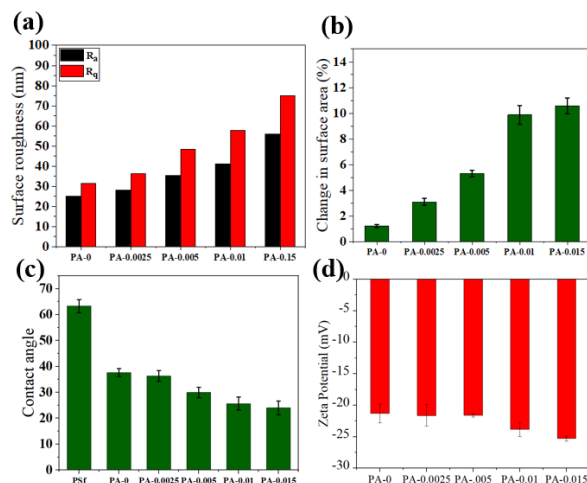 (a)
Surface roughness (nm)
100
90
80
70
60
50
40
30
20
10
0
Ra
Rq
PA-0 PA-0.0025 PA-0.005 PA-0.01 PA-0.15
(b)
Change in surface area (%)
14
12
10
8
6
4
2
0
PA-0 PA-0.0025 PA-0.005 PA-0.01 PA-0.015
(c)
Contact angle
70
60
50
40
30
20
10
0
PSf PA-0 PA-0.0025 PA-0.005 PA-0.01 PA-0.015
(d)
Zeta Potential (mV)
0
-5
-10
-15
-20
-25
-30
PA-0 PA-0.0025 PA-.005 PA-0.01 PA-0.015